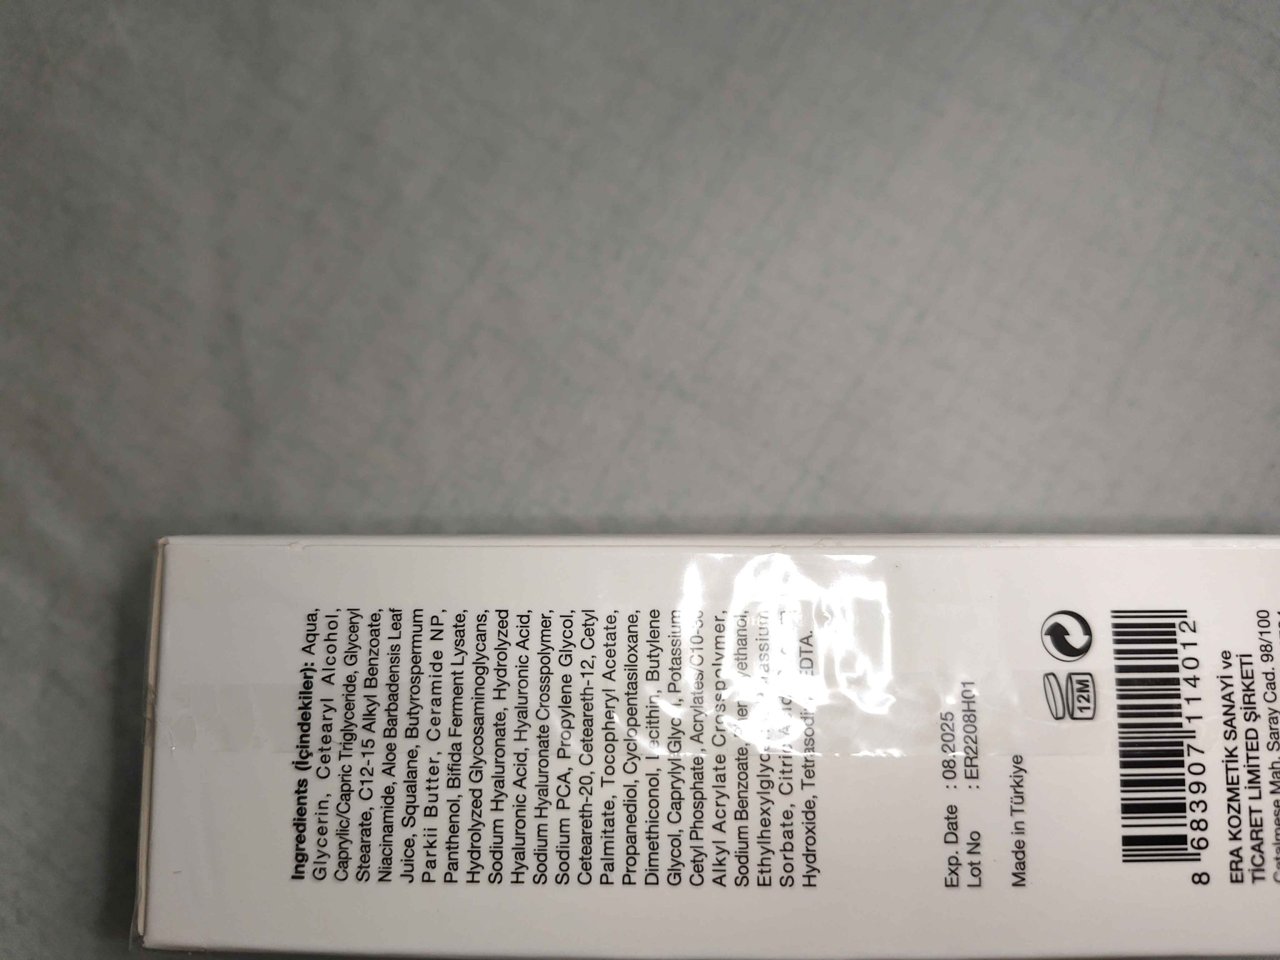 Ingredients (İçindekiler): Aqua,
Glycerin, Cetearyl Alcohol,
Caprylic/Capric Triglyceride, Glyceryl
Stearate, C12-15 Alkyl Benzoate,
Niacinamide, Aloe Barbadensis Leaf
Juice, Squalane, Butyrospermum
Parkii Butter, Ceramide NP,
Panthenol, Bifida Ferment Lysate,
Hydrolyzed Glycosaminoglycans,
Sodium Hyaluronate, Hydrolyzed
Hyaluronic Acid, Hyaluronic Acid,
Sodium Hyaluronate Crosspolymer,
Sodium PCA, Propylene Glycol,
Ceteareth-20, Ceteareth-12, Cetyl
Palmitate, Tocopheryl Acetate,
Propanediol, Cyclopentasiloxane,
Dimethiconol, Lecithin, Butylene
Glycol, Caprylyl Glycol, Potassium
Cetyl Phosphate, Acrylates/C10-30
Alkyl Acrylate Crosspolymer,
Sodium Benzoate,
Sorbate, Citric
Hydroxide, EDTA.
Exp. Date : 08.2025
Lot No : ER2208H01
Made in Türkiye
12M
8 683907 114012
ERA KOZMETİK SANAYİ ve
TİCARET LİMİTED ŞİRKETİ
Mah. Saray Cad. 98/100